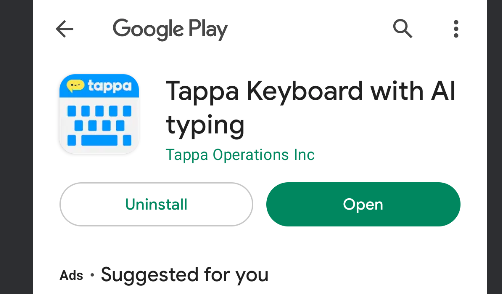 Google Play
tappa
Tappa Keyboard with AI
typing
Tappa Operations Inc
Uninstall
Open
Ads • Suggested for you